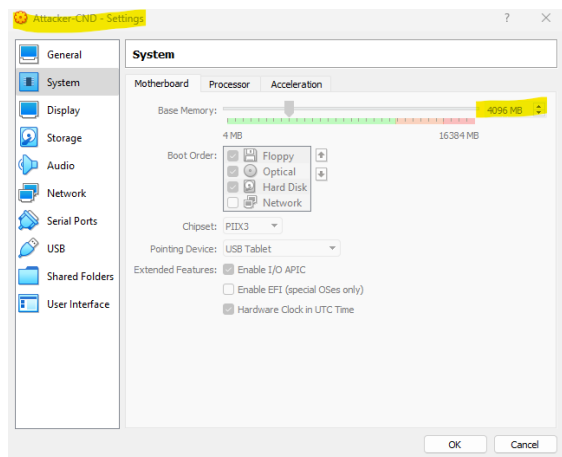 Attacker-CND - Settings
? 
General
System
Display
Storage
Audio
Network
Serial Ports
USB
Shared Folders
User Interface
System
Motherboard Processor Acceleration
Base Memory: 4096 MB
4 MB 16384 MB
Boot Order: Floppy
Optical
Hard Disk
Network
Chipset: PIIX3
Pointing Device: USB Tablet
Extended Features: Enable I/O APIC
Enable EFI (special OSes only)
Hardware Clock in UTC Time
OK Cancel